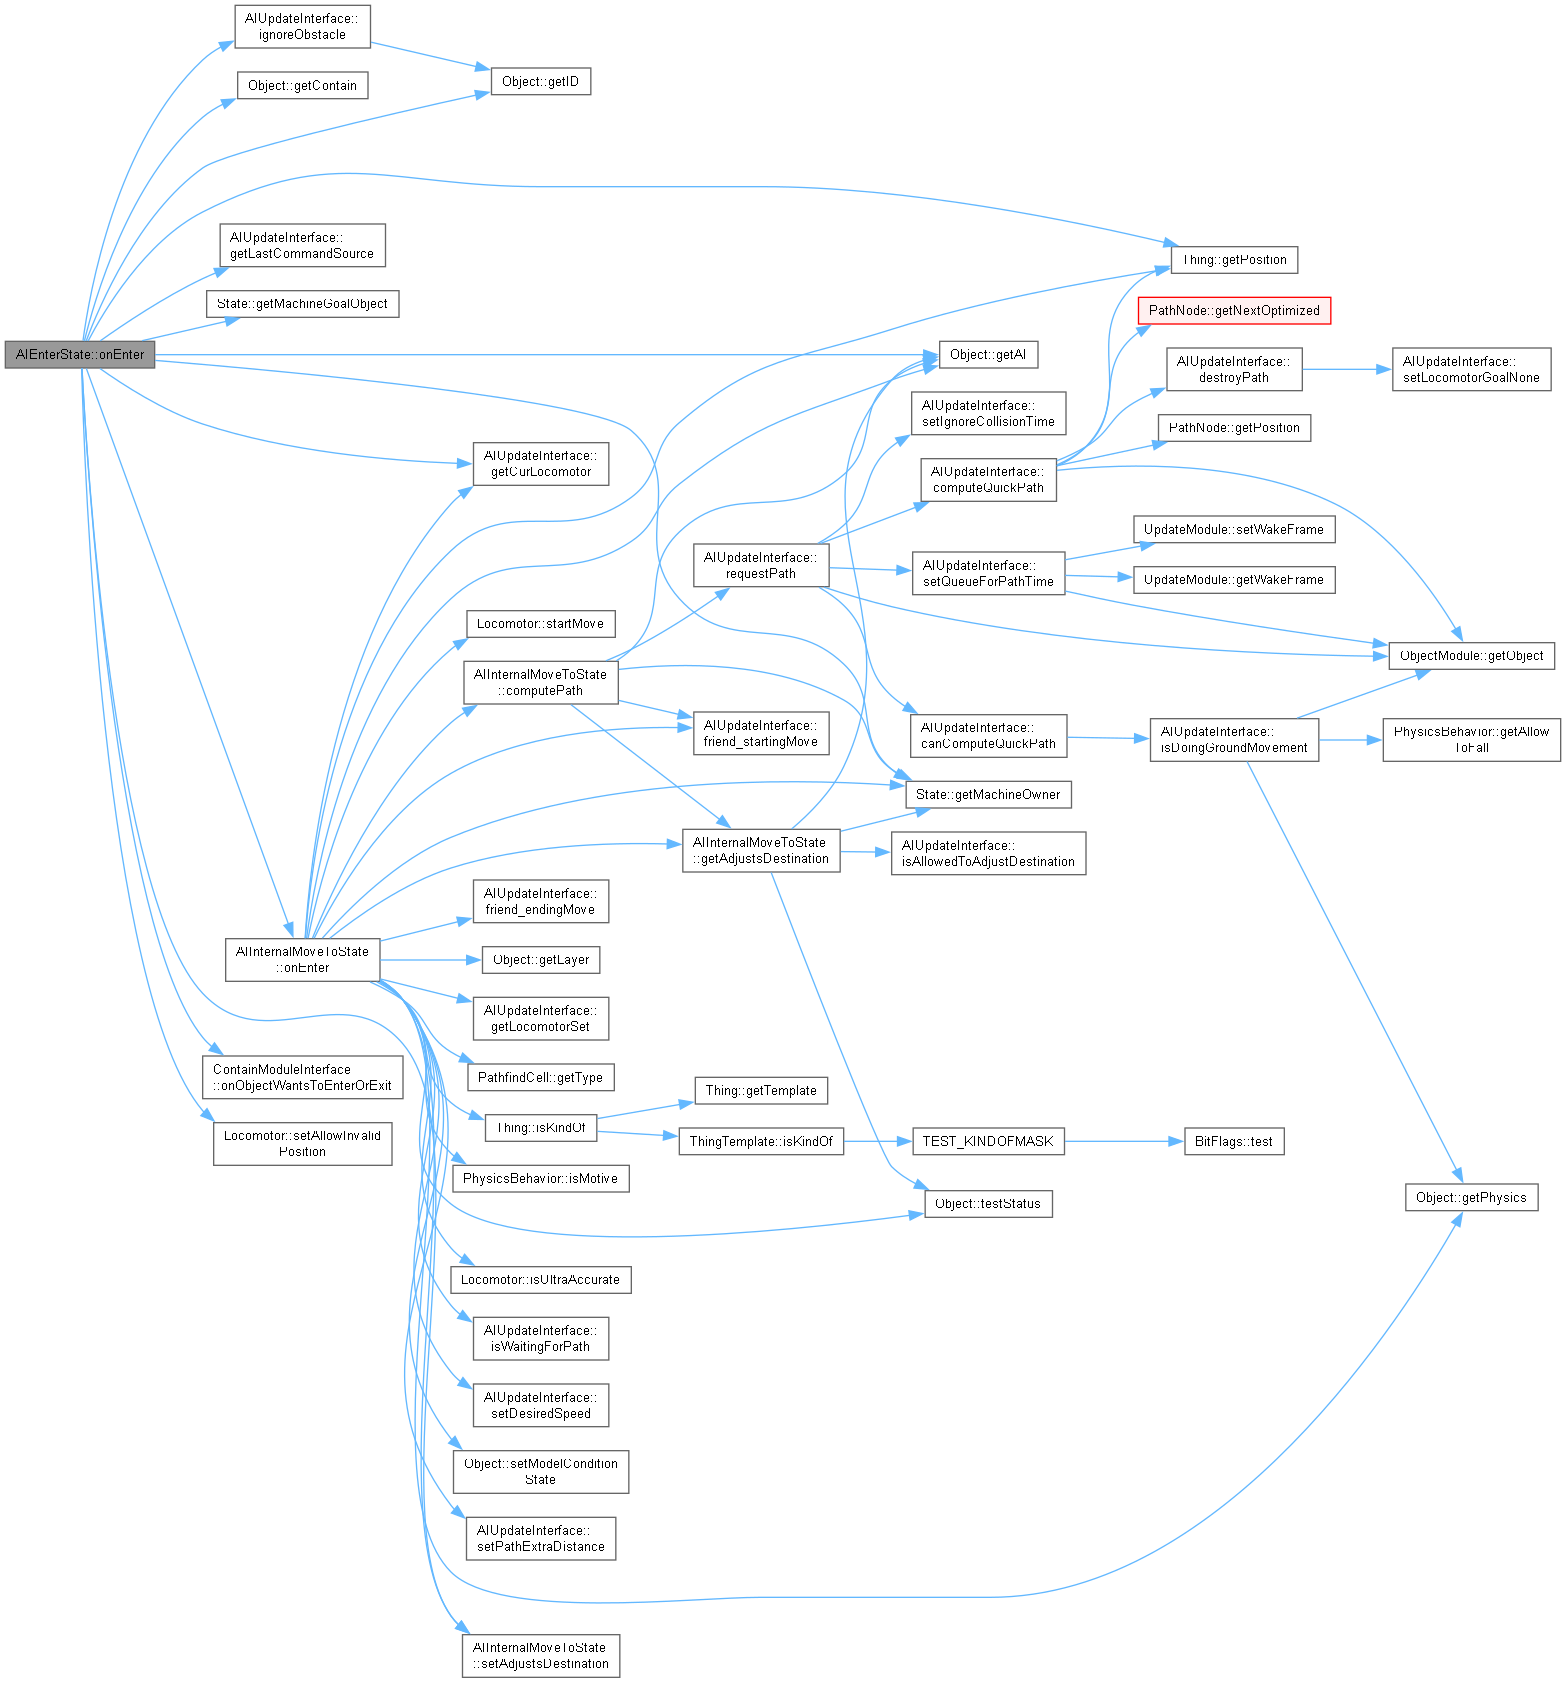 AIUpdateInterface::
ignoreObstacle
Object::getID
Object::getContain
AIUpdateInterface::
getLastCommandSource
Thing::getPosition
State::getMachineGoalObject
PathNode::getNextOptimized
AIEnterState::onEnter
Object::getAI
AIUpdateInterface::
destroyPath
AIUpdateInterface::
setLocomotorGoalNone
AIUpdateInterface::
setIgnoreCollisionTime
PathNode::getPosition
AIUpdateInterface::
getCurLocomotor
AIUpdateInterface::
computeQuickPath
UpdateModule::setWakeFrame
AIUpdateInterface::
requestPath
AIUpdateInterface::
setQueueForPathTime
UpdateModule::getWakeFrame
Locomotor::startMove
ObjectModule::getObject
AIInternalMoveToState
::computePath
AIUpdateInterface::
friend_startingMove
AIUpdateInterface::
canComputeQuickPath
AIUpdateInterface::
isDoingGroundMovement
PhysicsBehavior::getAllow
ToFall
State::getMachineOwner
AIInternalMoveToState
::getAdjustsDestination
AIUpdateInterface::
isAllowedToAdjustDestination
AIUpdateInterface::
friend_endingMove
AIInternalMoveToState
::onEnter
Object::getLayer
AIUpdateInterface::
getLocomotorSet
ContainModuleInterface
::onObjectWantsToEnterOrExit
PathfindCell::getType
Thing::getTemplate
Thing::isKindOf
ThingTemplate::isKindOf
TEST_KINDOFMASK
BitFlags::test
Locomotor::setAllowInvalid
Position
PhysicsBehavior::isMotive
Object::testStatus
Object::getPhysics
Locomotor::isUltraAccurate
AIUpdateInterface::
isWaitingForPath
AIUpdateInterface::
setDesiredSpeed
Object::setModelCondition
State
AIUpdateInterface::
setPathExtraDistance
AIInternalMoveToState
::setAdjustsDestination